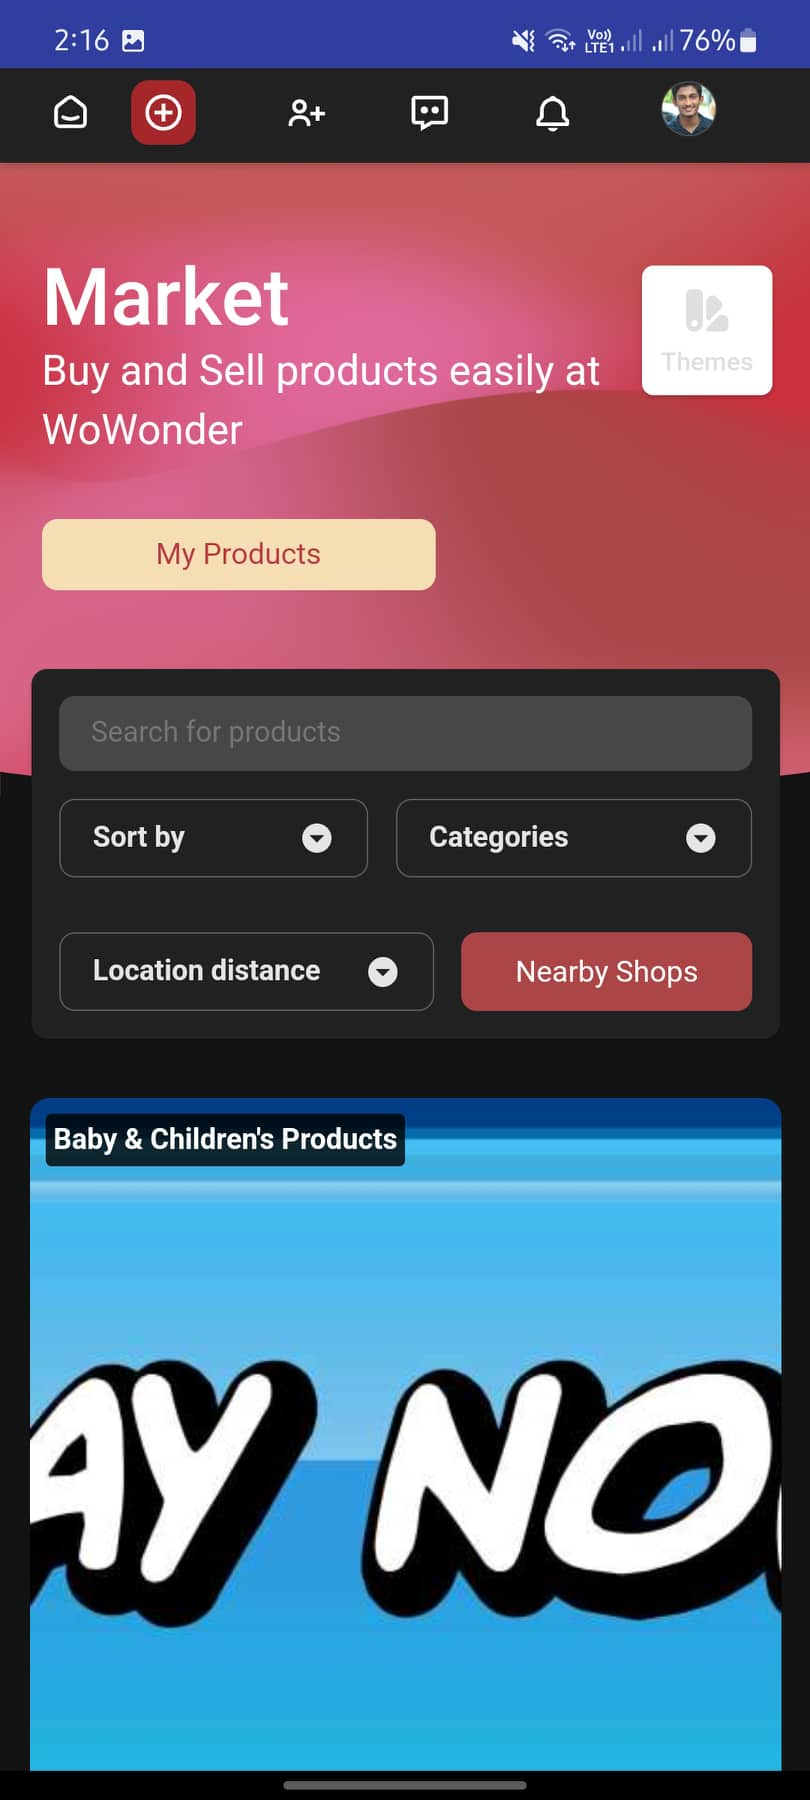 2:16
Vo))
LTE1
76%
Market
Themes
Buy and Sell products easily at
WoWonder
My Products
Search for products
Sort by
Categories
Location distance
Nearby Shops
Baby & Children's Products
AY NO